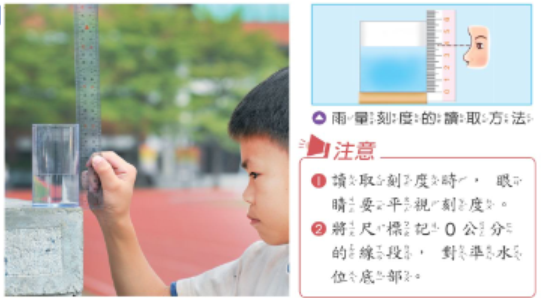 雨量刻度的讀取方法
注意
1 讀取刻度時，眼
睛要平視刻度。
2 將尺標記0公分
的線段，對準水
位底部。